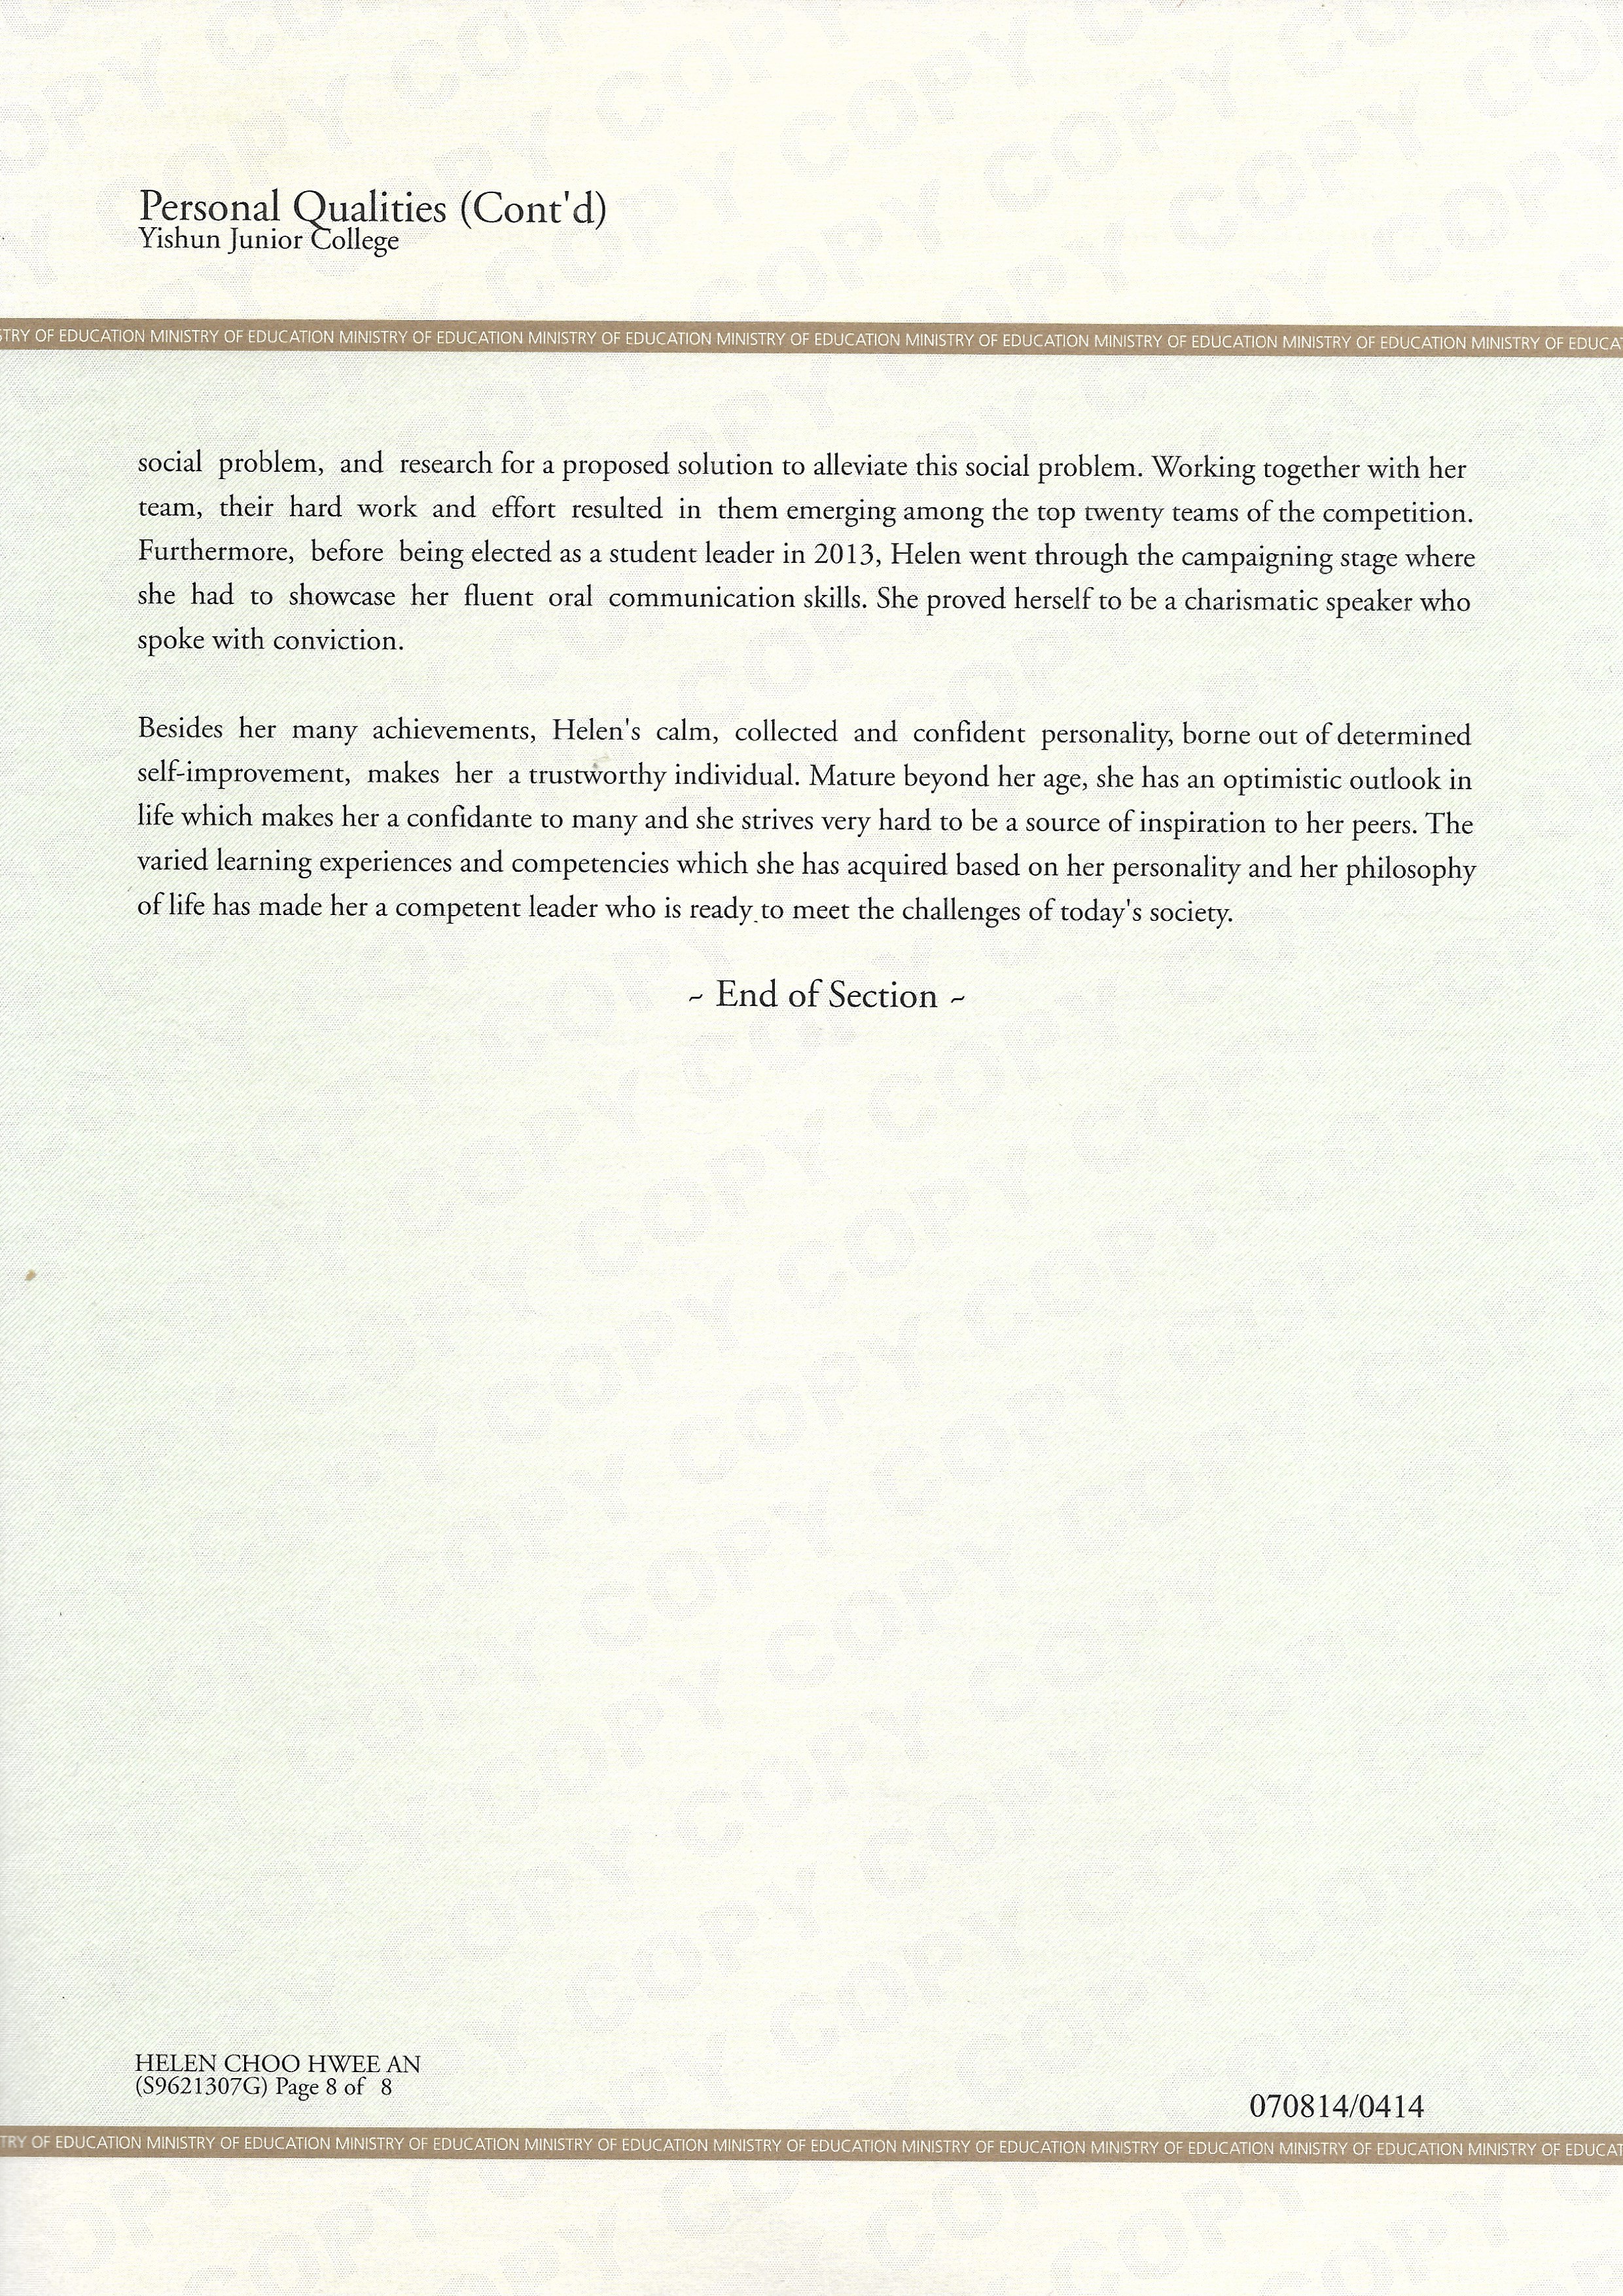 Personal Qualities (Cont'd)
Yishun Junior College
TRY OF EDUCATION MINISTRY OF EDUCATION MINISTRY OF EDUCATION MINISTRY OF EDUCATION MINISTRY OF EDUCATION MINISTRY OF EDUCATION MINISTRY OF EDUCATION MINISTRY OF EDUCATION MINISTRY OF EDUCA
social problem, and research for a proposed solution to alleviate this social problem. Working together with her
team, their hard work and effort resulted in them emerging among the top twenty teams of the competition.
Furthermore, before being elected as a student leader in 2013, Helen went through the campaigning stage where
she had to showcase her fluent oral communication skills. She proved herself to be a charismatic speaker who
spoke with conviction.
Besides her many achievements, Helen's calm, collected and confident personality, borne out of determined
self-improvement, makes her a trustworthy individual. Mature beyond her age, she has an optimistic outlook in
life which makes her a confidante to many and she strives very hard to be a source of inspiration to her peers. The
varied learning experiences and competencies which she has acquired based on her personality and her philosophy
of life has made her a competent leader who is ready to meet the challenges of today's society.
~ End of Section ~
HELEN CHOO HWEE AN
(S9621307G) Page 8 of 8
070814/0414
TRY OF EDUCATION MINISTRY OF EDUCATION MINISTRY OF EDUCATION MINISTRY OF EDUCATION MINISTRY OF EDUCATION MINISTRY OF EDUCATION MINISTRY OF EDUCATION MINISTRY OF EDUCATION MINISTRY OF EDUCAT